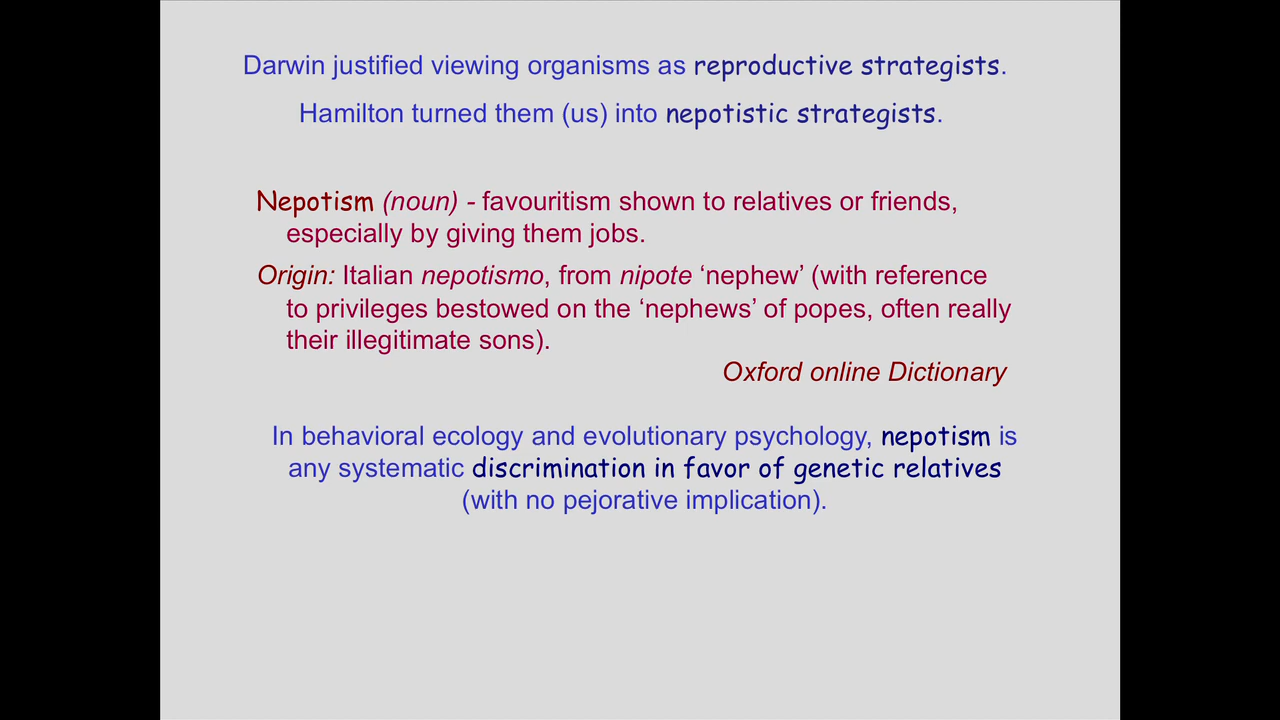 Darwin justified viewing organisms as reproductive strategists.
Hamilton turned them (us) into nepotistic strategists.
Nepotism (noun) - favouritism shown to relatives or friends,
especially by giving them jobs.
Origin: Italian nepotismo, from nipote ‘nephew’ (with reference
to privileges bestowed on the ‘nephews’ of popes, often really
their illegitimate sons).
Oxford online Dictionary
In behavioral ecology and evolutionary psychology, nepotism is
any systematic discrimination in favor of genetic relatives
(with no pejorative implication).